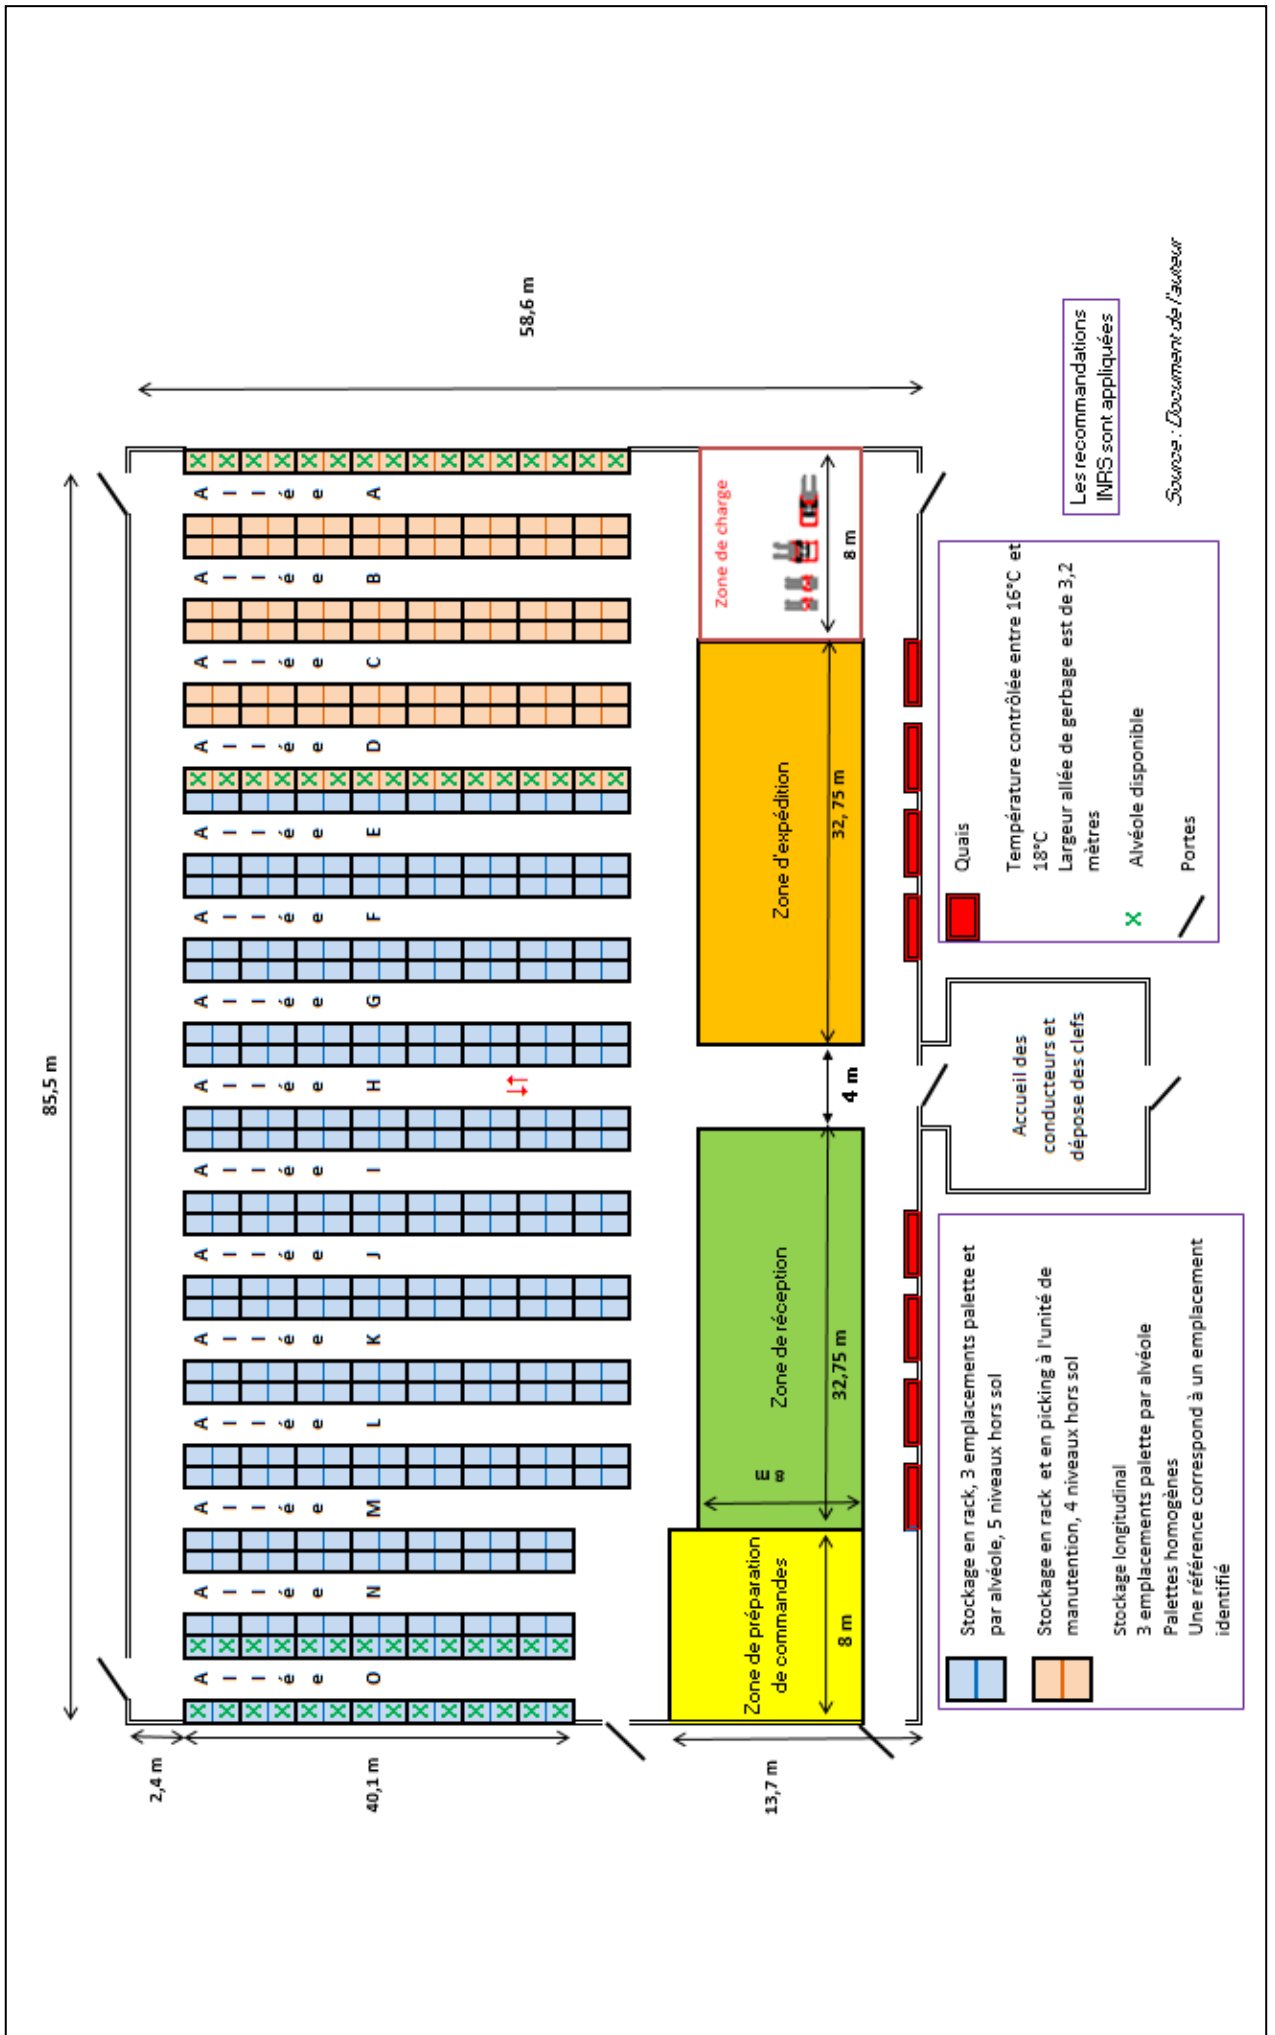 85,5 m
58,6 m
2,4 m
40,1 m
13,7 m
Allée O
Allée N
Allée M
Allée L
Allée K
Allée J
Allée I
Allée H
Allée G
Allée F
Allée E
Allée D
Allée C
Allée B
Allée A
Zone de préparation
de commandes
8 m
Zone de réception
8 m
32,75 m
4 m
Zone d'expédition
32, 75 m
Zone de charge
8 m
Accueil des
conducteurs et
dépose des clefs
Stockage en rack, 3 emplacements palette et
par alvéole, 5 niveaux hors sol
Stockage en rack et en picking à l'unité de
manutention, 4 niveaux hors sol
Stockage longitudinal
3 emplacements palette par alvéole
Palettes homogènes
Une référence correspond à un emplacement
identifié
Quais
Température contrôlée entre 16°C et
18°C
Largeur allée de gerbage est de 3,2
mètres
Alvéole disponible
Portes
Les recommandations
INRS sont appliquées
Source : Document de l'auteur